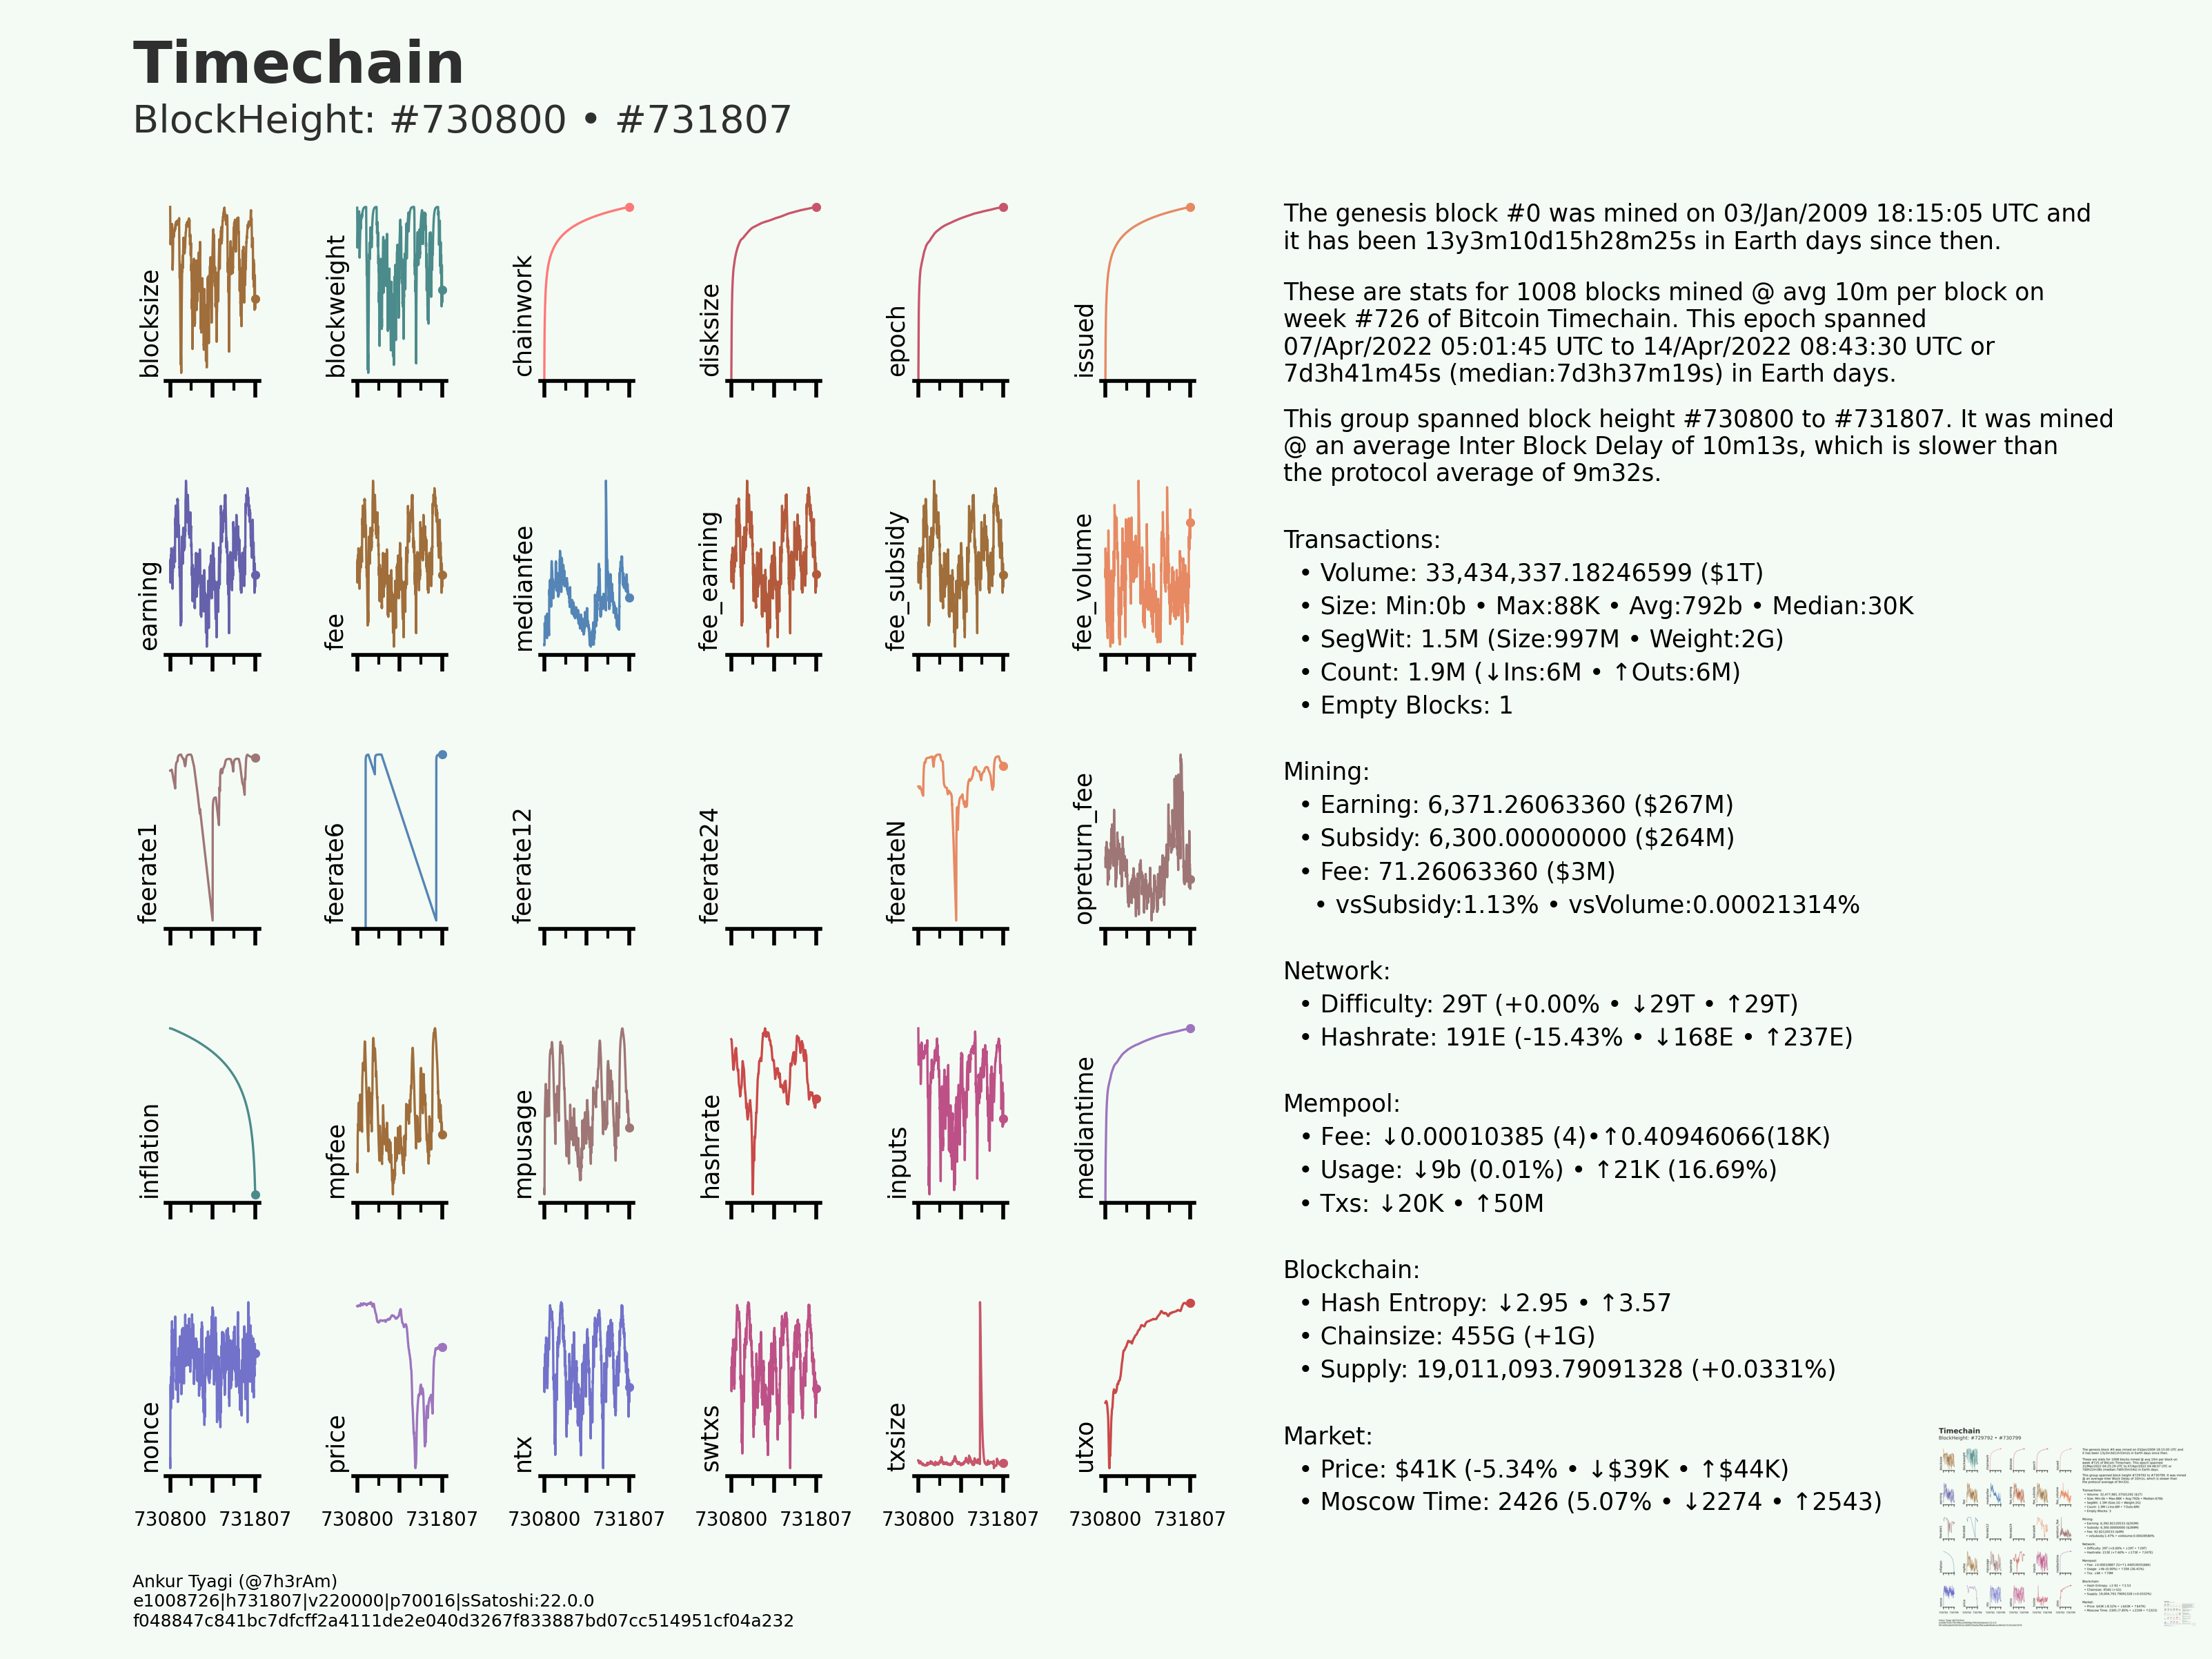 Timechain
BlockHeight: #730800 • #731807
blocksize
blockweight
chainwork
disksize
epoch
issued
earning
fee
medianfee
fee_earning
fee_subsidy
fee_volume
feerate1
feerate6
feerate12
feerate24
feerateN
opreturn_fee
inflation
mpfee
mpusage
hashrate
inputs
mediantime
nonce
price
ntx
swtxs
txsize
utxo
730800 731807 730800 731807 730800 731807 730800 731807 730800 731807 730800 731807
The genesis block #0 was mined on 03/Jan/2009 18:15:05 UTC and
it has been 13y3m10d15h28m25s in Earth days since then.
These are stats for 1008 blocks mined @ avg 10m per block on
week #726 of Bitcoin Timechain. This epoch spanned
07/Apr/2022 05:01:45 UTC to 14/Apr/2022 08:43:30 UTC or
7d3h41m45s (median:7d3h37m19s) in Earth days.
This group spanned block height #730800 to #731807. It was mined
@ an average Inter Block Delay of 10m13s, which is slower than
the protocol average of 9m32s.
Transactions:
• Volume: 33,434,337.18246599 ($1T)
• Size: Min:0b • Max:88K • Avg:792b • Median:30K
• SegWit: 1.5M (Size:997M • Weight:2G)
• Count: 1.9M (↓Ins:6M • ↑Outs:6M)
• Empty Blocks: 1
Mining:
• Earning: 6,371.26063360 ($267M)
• Subsidy: 6,300.00000000 ($264M)
• Fee: 71.26063360 ($3M)
• vsSubsidy:1.13% • vsVolume:0.00021314%
Network:
• Difficulty: 29T (+0.00% • ↓29T • ↑29T)
• Hashrate: 191E (-15.43% • ↓168E • ↑237E)
Mempool:
• Fee: ↓0.00010385 (4)•↑0.40946066(18K)
• Usage: ↓9b (0.01%) • ↑21K (16.69%)
• Txs: ↓20K • ↑50M
Blockchain:
• Hash Entropy: ↓2.95 • ↑3.57
• Chainsize: 455G (+1G)
• Supply: 19,011,093.79091328 (+0.0331%)
Market:
• Price: $41K (-5.34% • ↓$39K • ↑$44K)
• Moscow Time: 2426 (5.07% • ↓2274 • ↑2543)
Ankur Tyagi (@7h3rAm)
e1008726|h731807|v220000|p70016|sSatoshi:22.0.0
f048847c841bc7dfcff2a4111de2e040d3267f833887bd07cc514951cf04a232
Timechain
BlockHeight: #729792 • #730799